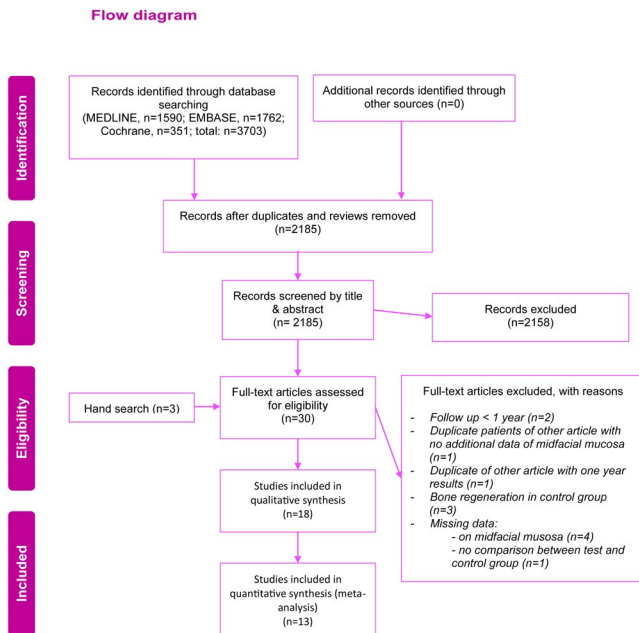 Flow diagram
Identification
Records identified through database
searching
(MEDLINE, n=1590; EMBASE, n=1762;
Cochrane, n=351; total: n=3703)
Additional records identified through
other sources (n=0)
Records after duplicates and reviews removed
(n=2185)
Screening
Records screened by title
& abstract
(n= 2185)
Records excluded
(n=2158)
Eligibility
Hand search (n=3)
Full-text articles assessed
for eligibility
(n=30)
Full-text articles excluded, with reasons
- Follow up < 1 year (n=2)
- Duplicate patients of other article with
no additional data of midfacial mucosa
(n=1)
- Duplicate of other article with one year
results (n=1)
- Bone regeneration in control group
(n=3)
- Missing data:
- on midfacial musosa (n=4)
- no comparison between test and
control group (n=1)
Studies included in
qualitative synthesis
(n=18)
Included
Studies included in
quantitative synthesis (meta-
analysis)
(n=13)